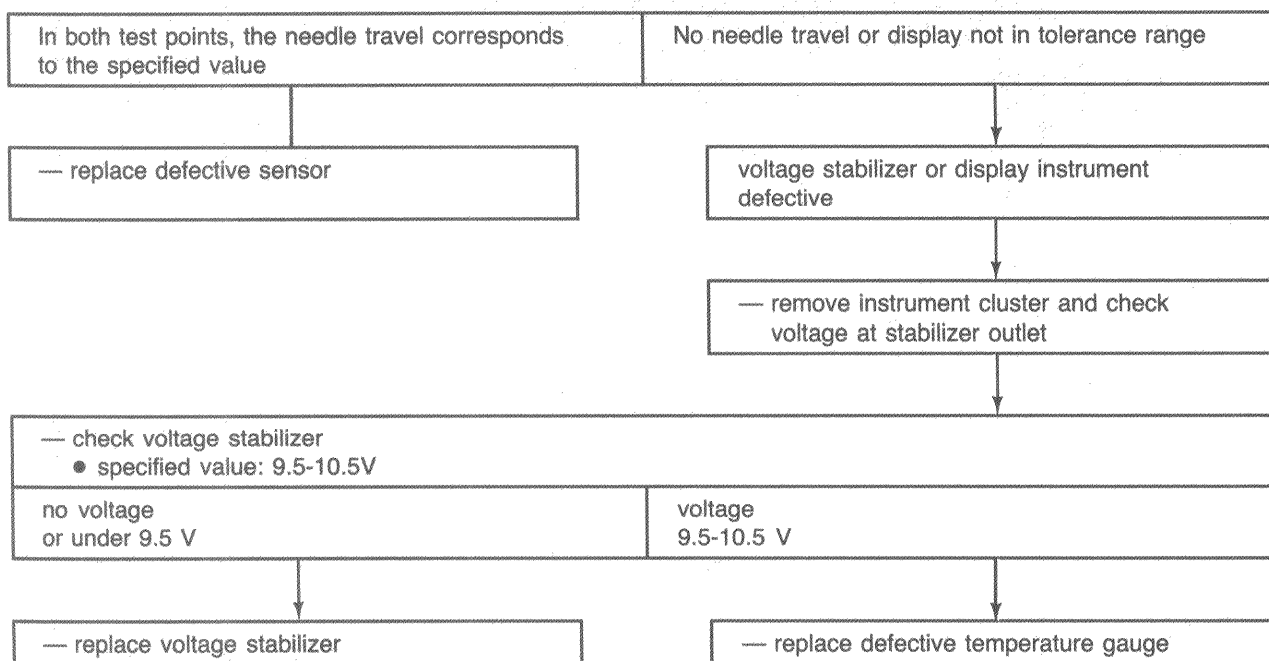 In both test points, the needle travel corresponds
to the specified value
No needle travel or display not in tolerance range
— replace defective sensor
voltage stabilizer or display instrument
defective
— remove instrument cluster and check
voltage at stabilizer outlet
— check voltage stabilizer
● specified value: 9.5-10.5V
no voltage
or under 9.5 V
voltage
9.5-10.5 V
— replace voltage stabilizer
— replace defective temperature gauge